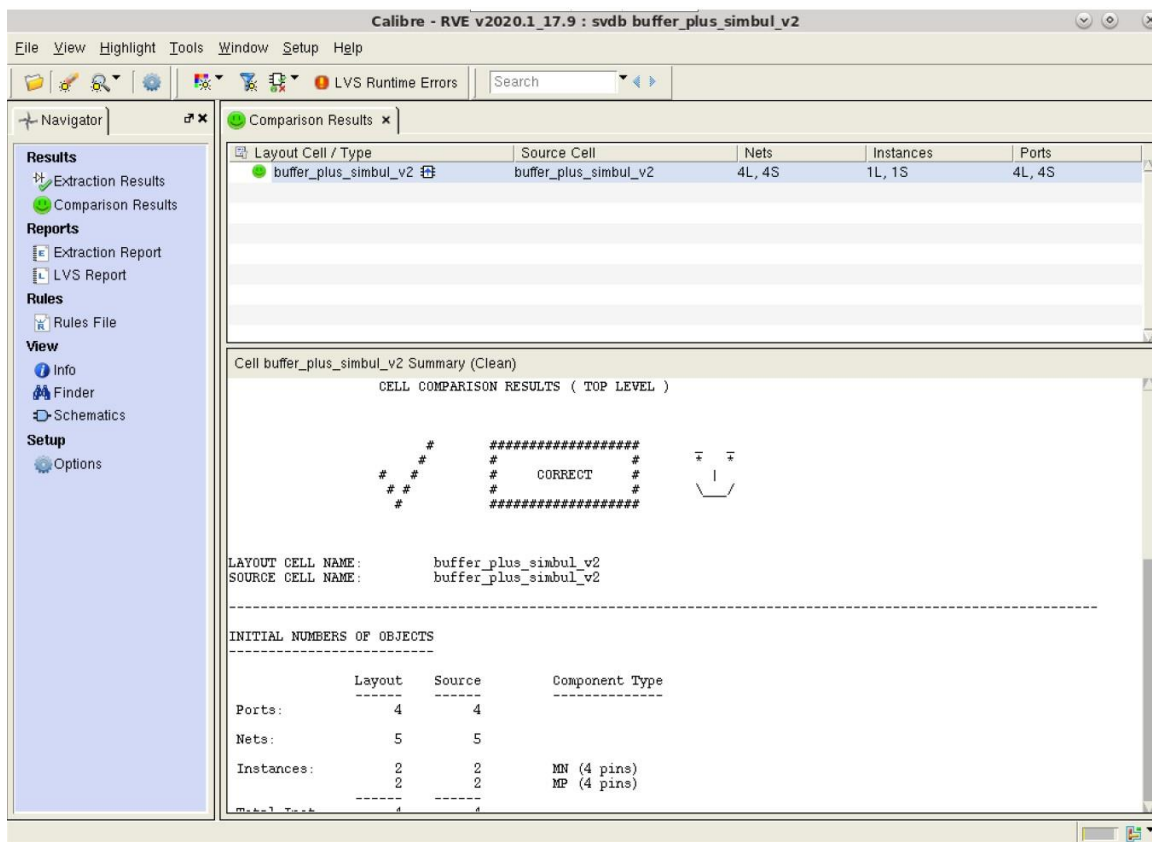 Calibre - RVE v2020.1_17.9 : svdb buffer_plus_simbul_v2
File View Highlight Tools Window Setup Help
LVS Runtime Errors Search
Navigator
Results
Extraction Results
Comparison Results
Reports
Extraction Report
LVS Report
Rules
Rules File
View
Info
Finder
Schematics
Setup
Options
Comparison Results
Layout Cell / Type Source Cell Nets Instances Ports
buffer_plus_simbul_v2 buffer_plus_simbul_v2 4L, 4S 1L, 1S 4L, 4S
Cell buffer_plus_simbul_v2 Summary (Clean)
CELL COMPARISON RESULTS ( TOP LEVEL )
CORRECT
LAYOUT CELL NAME: buffer_plus_simbul_v2
SOURCE CELL NAME: buffer_plus_simbul_v2
INITIAL NUMBERS OF OBJECTS
Layout Source Component Type
Ports: 4 4
Nets: 5 5
Instances: 2 2 MN (4 pins)
2 2 MP (4 pins)